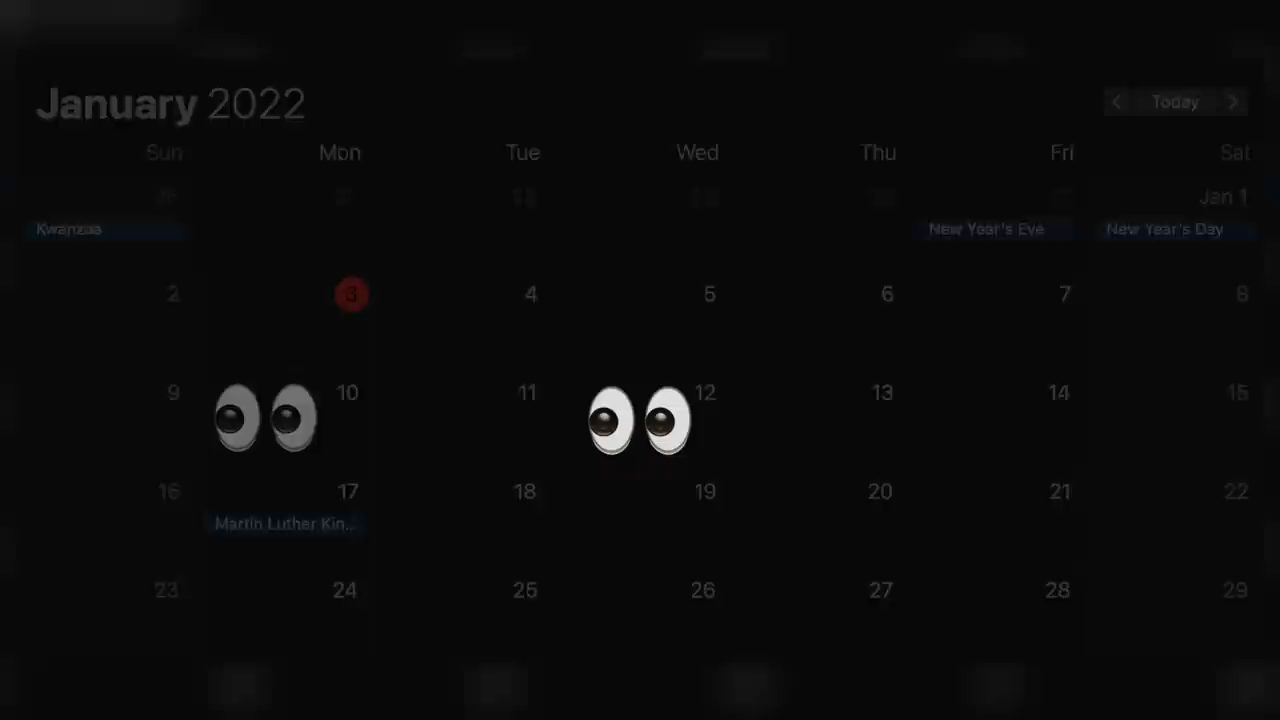 January 2022
Today
Sun Mon Tue Wed Thu Fri Sat
Jan 1
Kwanzaa New Year's Eve New Year's Day
2 3 4 5 6 7 8
9 10 11 12 13 14 15
16 17 18 19 20 21 22
Martin Luther Kin...
23 24 25 26 27 28 29